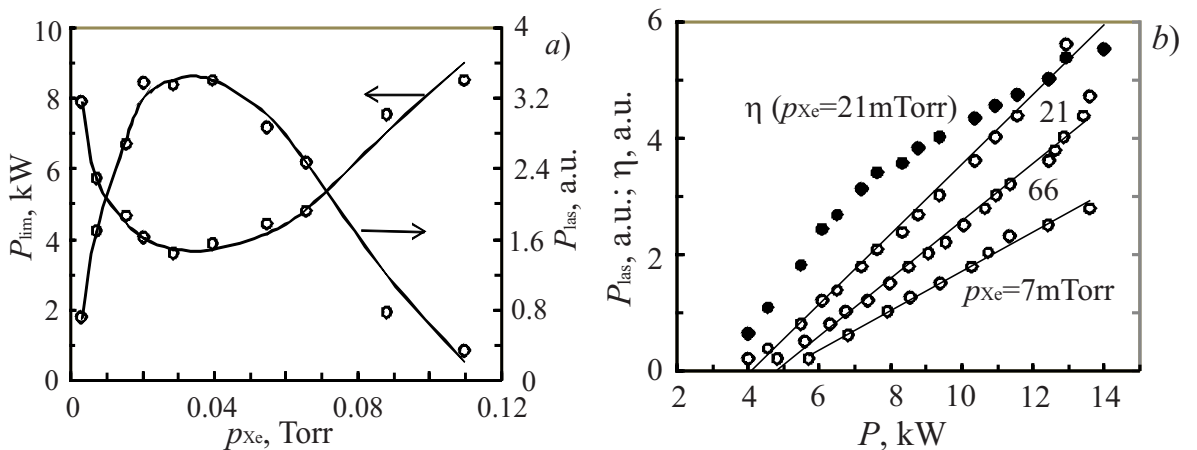 a)
10
8
6
4
2
0
P_lim, kW
4
3.2
2.4
1.6
0.8
0
P_las, a.u.
0 0.04 0.08 0.12
p_Xe, Torr
b)
6
4
2
0
P_las, a.u.; η, a.u.
η (p_Xe=21mTorr)
21
66
p_Xe=7mTorr
2 4 6 8 10 12 14
P, kW